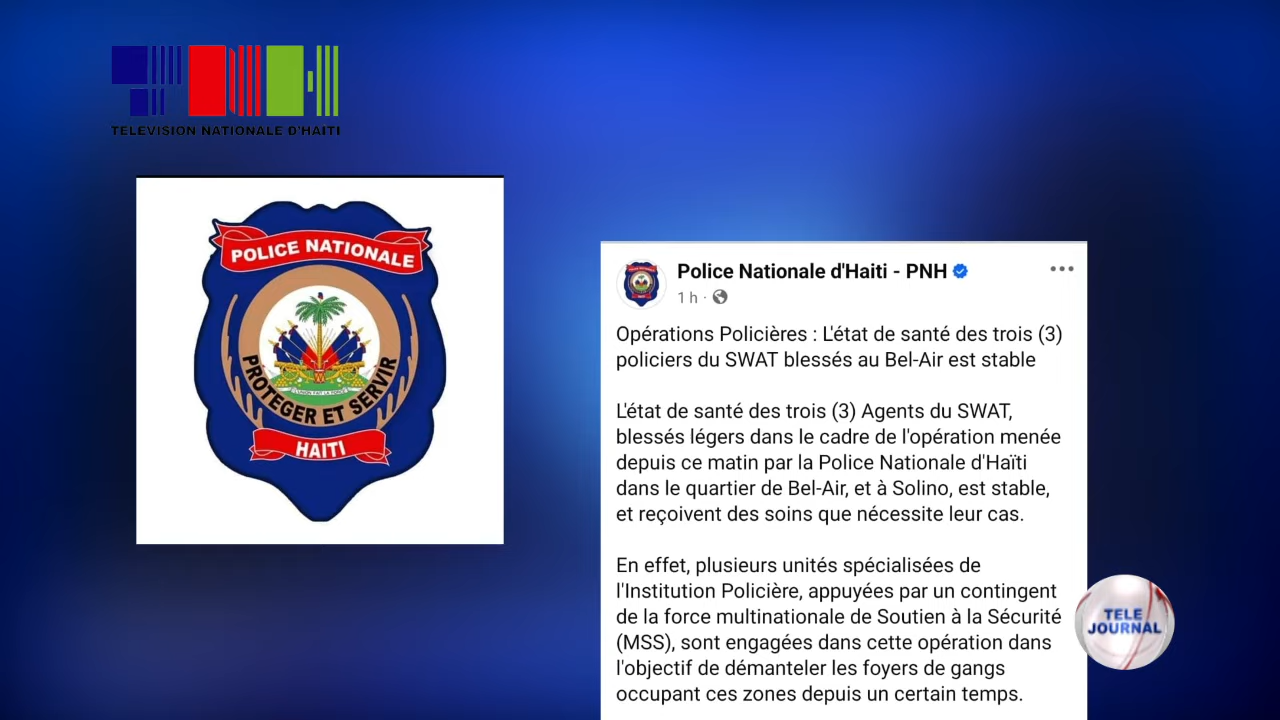 TELEVISION NATIONALE D'HAITI
POLICE NATIONALE
PROTEGER ET SERVIR
HAITI
Police Nationale d'Haiti - PNH
1 h ·
Opérations Policières : L'état de santé des trois (3)
policiers du SWAT blessés au Bel-Air est stable
L'état de santé des trois (3) Agents du SWAT,
blessés légers dans le cadre de l'opération menée
depuis ce matin par la Police Nationale d'Haïti
dans le quartier de Bel-Air, et à Solino, est stable,
et reçoivent des soins que nécessite leur cas.
En effet, plusieurs unités spécialisées de
l'Institution Policière, appuyées par un contingent
de la force multinationale de Soutien à la Sécurité
(MSS), sont engagées dans cette opération dans
l'objectif de démanteler les foyers de gangs
occupant ces zones depuis un certain temps.
TELE
JOURNAL